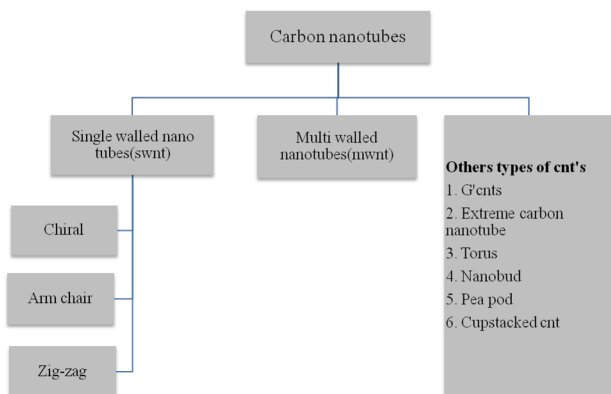 Carbon nanotubes
Single walled nano
tubes(swnt)
Multi walled
nanotubes(mwnt)
Others types of cnt's
1. G'cnts
2. Extreme carbon
nanotube
3. Torus
4. Nanobud
5. Pea pod
6. Cupstacked cnt
Chiral
Arm chair
Zig-zag